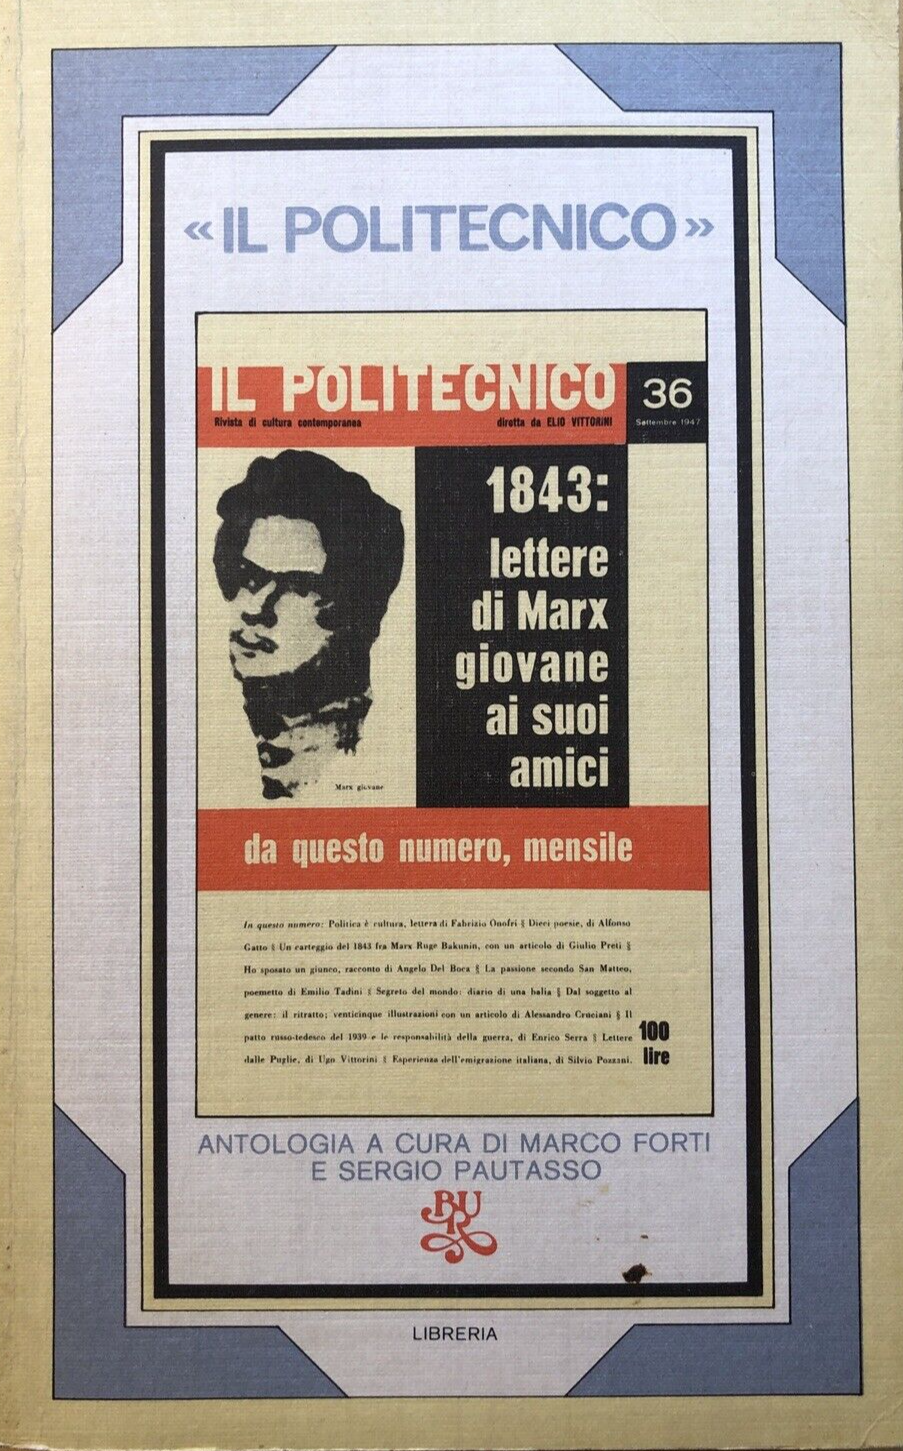 «IL POLITECNICO»
IL POLITECNICO
36
Rivista di cultura contemporanea
diretta da ELIO VITTORINI
Settembre 1947
1843:
lettere
di Marx
giovane
ai suoi
amici
Marx giovane
da questo numero, mensile
In questo numero: Politica è cultura, lettera di Fabrizio Onofri § Dieci poesie, di Alfonso
Gatto § Un carteggio del 1843 fra Marx Ruge Bakunin, con un articolo di Giulio Preti §
Ho sposato un giunco, racconto di Angelo Del Boca § La passione secondo San Matteo,
poemetto di Emilio Tadini § Segreto del mondo: diario di una balia § Dal soggetto al
genere: il ritratto; venticinque illustrazioni con un articolo di Alessandro Cruciani § Il
patto russo-tedesco del 1939 e le responsabilità della guerra, di Enrico Serra § Lettere
dalle Puglie, di Ugo Vittorini § Esperienza dell'emigrazione italiana, di Silvio Pozzani.
100
lire
ANTOLOGIA A CURA DI MARCO FORTI
E SERGIO PAUTASSO
BUR
LIBRERIA